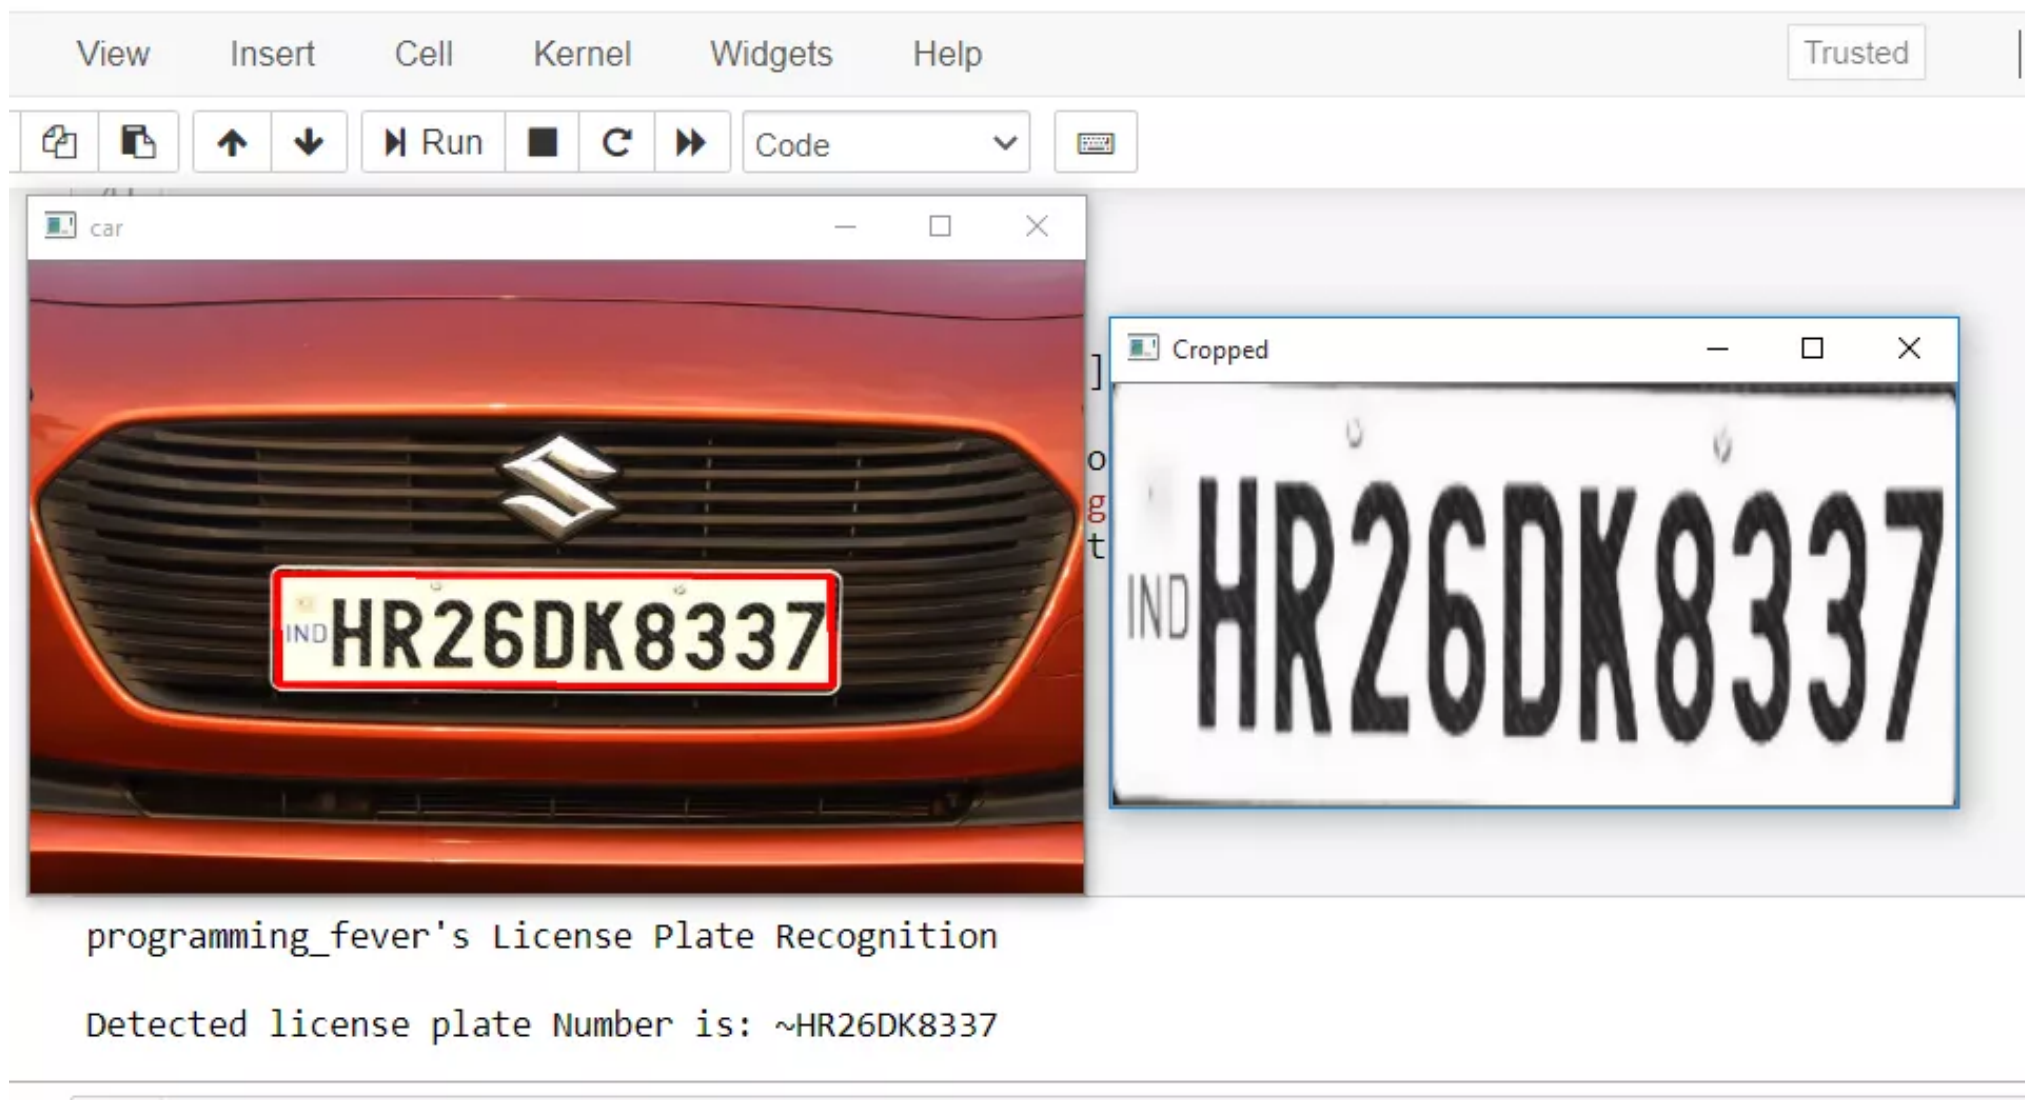 View Insert Cell Kernel Widgets Help Trusted
Run Code
car
IND HR26DK8337
Cropped
]
o
g
t
IND HR26DK8337
programming_fever's License Plate Recognition
Detected license plate Number is: ~HR26DK8337